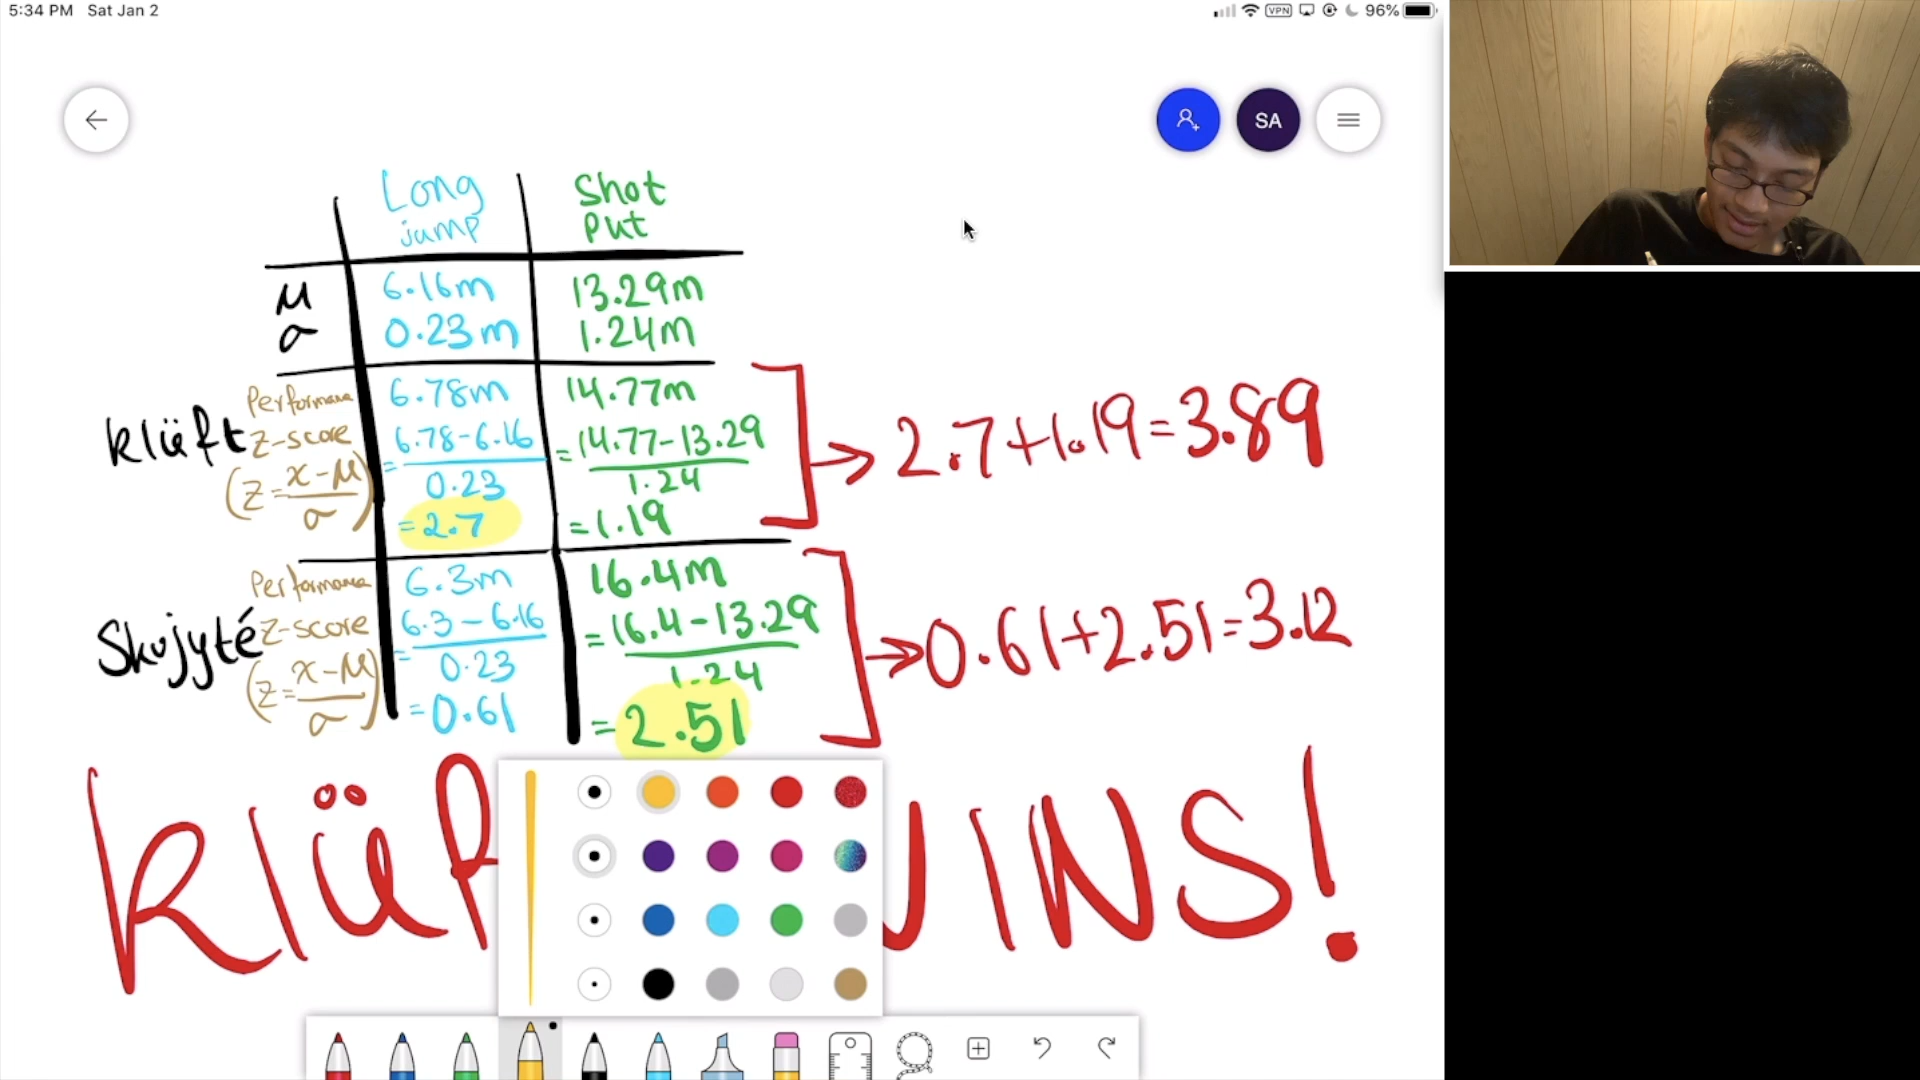 5:34 PM Sat Jan 2
VPN 96%
SA
Long jump
Shot put
μ 6.16m 13.29m
σ 0.23m 1.24m
Klüft
Performance 6.78m 14.77m
z-score = 6.78-6.16 / 0.23 = 14.77-13.29 / 1.24
(z = x-μ / σ)
= 2.7 = 1.19
→ 2.7+1.19=3.89
Skujyté
Performance 6.3m 16.4m
z-score = 6.3-6.16 / 0.23 = 16.4-13.29 / 1.24
(z = x-μ / σ)
= 0.61 = 2.51
→ 0.61+2.51=3.12
INS!